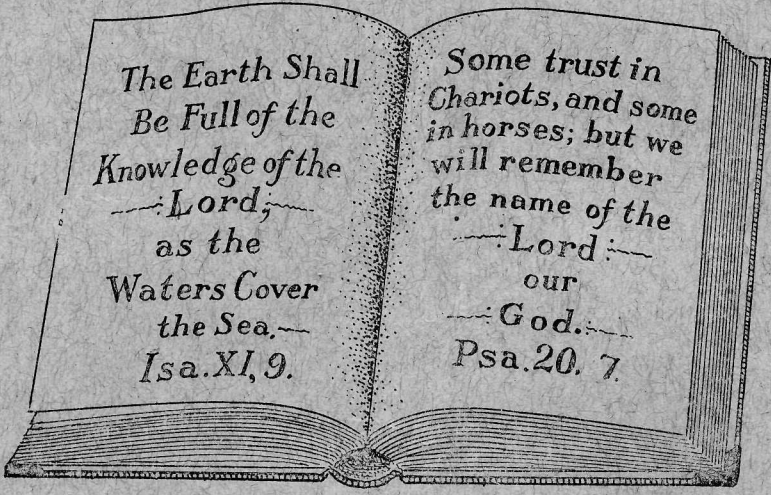 The Earth Shall
Be Full of the
Knowledge of the
Lord;
as the
Waters Cover
the Sea.
Isa. XI, 9.
Some trust in
Chariots, and some
in horses; but we
will remember
the name of the
Lord
our
God.
Psa. 20. 7.